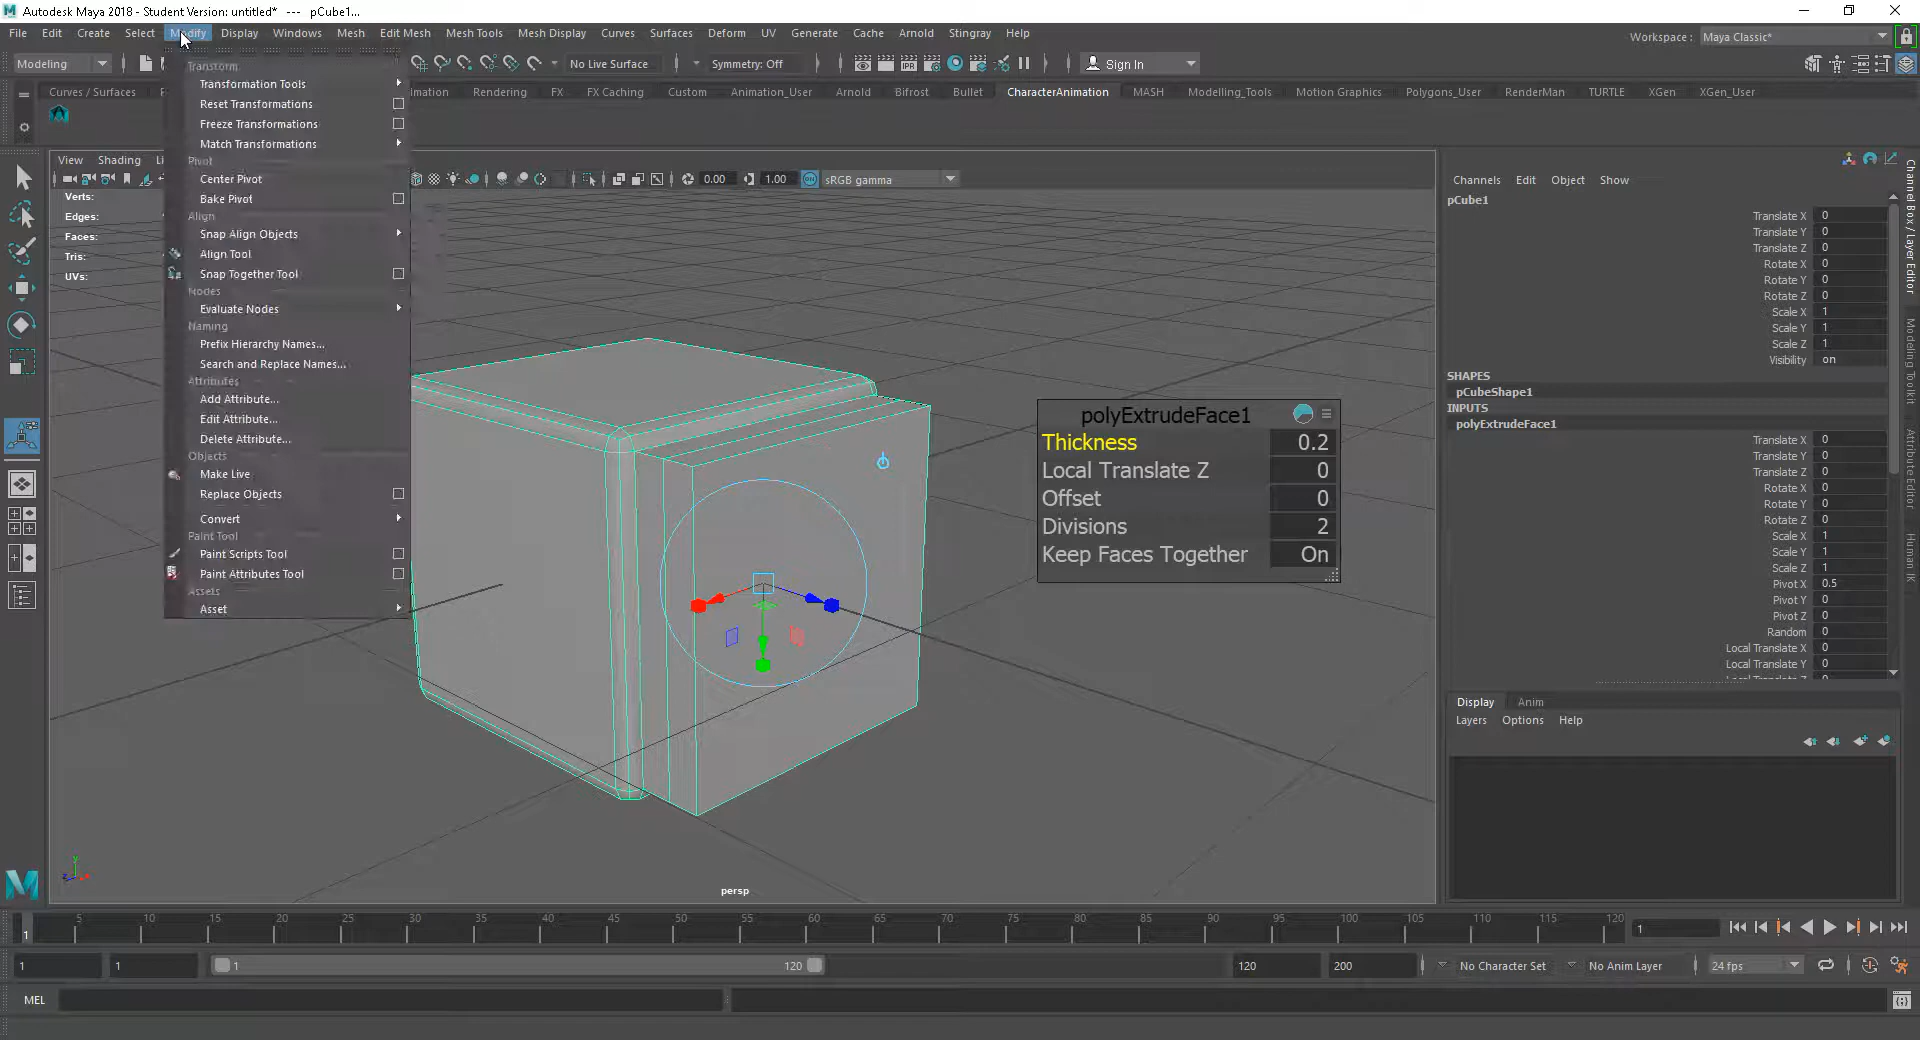 Autodesk Maya 2018 - Student Version: untitled* --- pCube1...
File Edit Create Select Modify Display Windows Mesh Edit Mesh Mesh Tools Mesh Display Curves Surfaces Deform UV Generate Cache Arnold Stingray Help
Workspace : Maya Classic*
Modeling
No Live Surface
Symmetry: Off
Sign In
Curves / Surfaces
Rendering FX FX Caching Custom Animation_User Arnold Bifrost Bullet CharacterAnimation MASH Modelling_Tools Motion Graphics Polygons_User RenderMan TURTLE XGen XGen_User
View Shading
0.00 1.00 sRGB gamma
Verts:
Edges:
Faces:
Tris:
UVs:
Transform
Transformation Tools
Reset Transformations
Freeze Transformations
Match Transformations
Pivot
Center Pivot
Bake Pivot
Align
Snap Align Objects
Align Tool
Snap Together Tool
Nodes
Evaluate Nodes
Naming
Prefix Hierarchy Names...
Search and Replace Names...
Attributes
Add Attribute...
Edit Attribute...
Delete Attribute...
Objects
Make Live
Replace Objects
Convert
Paint Tool
Paint Scripts Tool
Paint Attributes Tool
Assets
Asset
polyExtrudeFace1
Thickness 0.2
Local Translate Z 0
Offset 0
Divisions 2
Keep Faces Together On
persp
Channels Edit Object Show
pCube1
Translate X 0
Translate Y 0
Translate Z 0
Rotate X 0
Rotate Y 0
Rotate Z 0
Scale X 1
Scale Y 1
Scale Z 1
Visibility on
SHAPES
pCubeShape1
INPUTS
polyExtrudeFace1
Translate X 0
Translate Y 0
Translate Z 0
Rotate X 0
Rotate Y 0
Rotate Z 0
Scale X 1
Scale Y 1
Scale Z 1
Pivot X 0.5
Pivot Y 0
Pivot Z 0
Random 0
Local Translate X 0
Local Translate Y 0
Display Anim
Layers Options Help
Channel Box / Layer Editor
Modeling Toolkit
Attribute Editor
Human IK
5 10 15 20 25 30 35 40 45 50 55 60 65 70 75 80 85 90 95 100 105 110 115 120
1
1
1 1 1 120 120 200 No Character Set No Anim Layer 24 fps
MEL